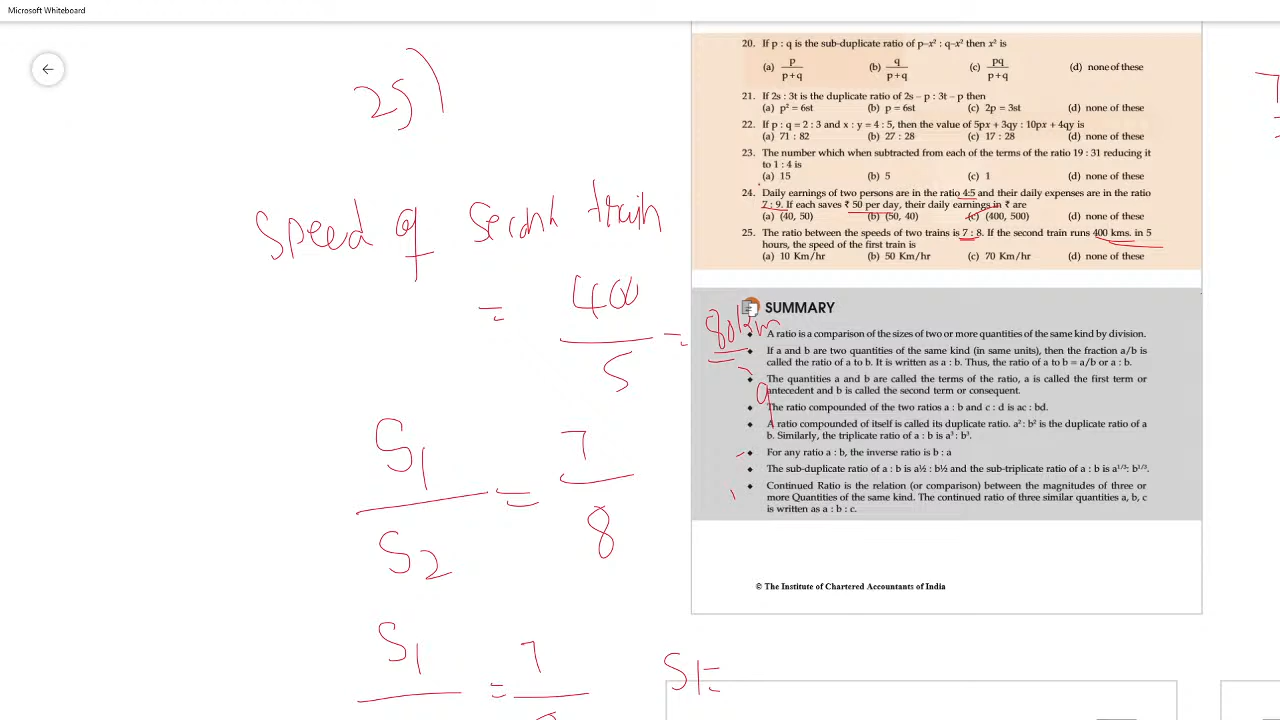 Microsoft Whiteboard
25)
Speed of second train
= 400 / 5 = 80km
S1 / S2 = 7 / 8
S1 = 7
S1=
20. If p : q is the sub-duplicate ratio of p–x² : q–x² then x² is
(a) p/p+q (b) q/p+q (c) pq/p+q (d) none of these
21. If 2s : 3t is the duplicate ratio of 2s – p : 3t – p then
(a) p² = 6st (b) p = 6st (c) 2p = 3st (d) none of these
22. If p : q = 2 : 3 and x : y = 4 : 5, then the value of 5px + 3qy : 10px + 4qy is
(a) 71 : 82 (b) 27 : 28 (c) 17 : 28 (d) none of these
23. The number which when subtracted from each of the terms of the ratio 19 : 31 reducing it
to 1 : 4 is
(a) 15 (b) 5 (c) 1 (d) none of these
24. Daily earnings of two persons are in the ratio 4:5 and their daily expenses are in the ratio
7 : 9. If each saves ₹ 50 per day, their daily earnings in ₹ are
(a) (40, 50) (b) (50, 40) (c) (400, 500) (d) none of these
25. The ratio between the speeds of two trains is 7 : 8. If the second train runs 400 kms. in 5
hours, the speed of the first train is
(a) 10 Km/hr (b) 50 Km/hr (c) 70 Km/hr (d) none of these
SUMMARY
A ratio is a comparison of the sizes of two or more quantities of the same kind by division.
If a and b are two quantities of the same kind (in same units), then the fraction a/b is
called the ratio of a to b. It is written as a : b. Thus, the ratio of a to b = a/b or a : b.
The quantities a and b are called the terms of the ratio, a is called the first term or
antecedent and b is called the second term or consequent.
The ratio compounded of the two ratios a : b and c : d is ac : bd.
A ratio compounded of itself is called its duplicate ratio. a² : b² is the duplicate ratio of a
b. Similarly, the triplicate ratio of a : b is a³ : b³.
For any ratio a : b, the inverse ratio is b : a
The sub-duplicate ratio of a : b is a½ : b½ and the sub-triplicate ratio of a : b is a¹/³: b¹/³.
Continued Ratio is the relation (or comparison) between the magnitudes of three or
more Quantities of the same kind. The continued ratio of three similar quantities a, b, c
is written as a : b : c.
© The Institute of Chartered Accountants of India